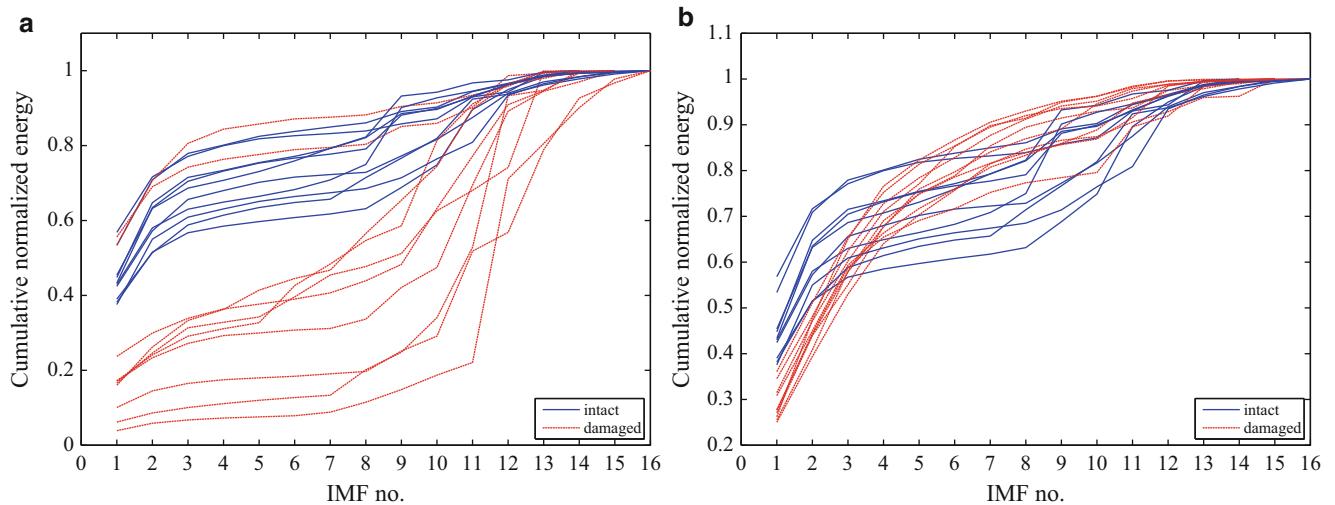 a
Cumulative normalized energy
1
0.8
0.6
0.4
0.2
0
0 1 2 3 4 5 6 7 8 9 10 11 12 13 14 15 16
IMF no.
intact
damaged
b
Cumulative normalized energy
1.1
1
0.9
0.8
0.7
0.6
0.5
0.4
0.3
0.2
0 1 2 3 4 5 6 7 8 9 10 11 12 13 14 15 16
IMF no.
intact
damaged